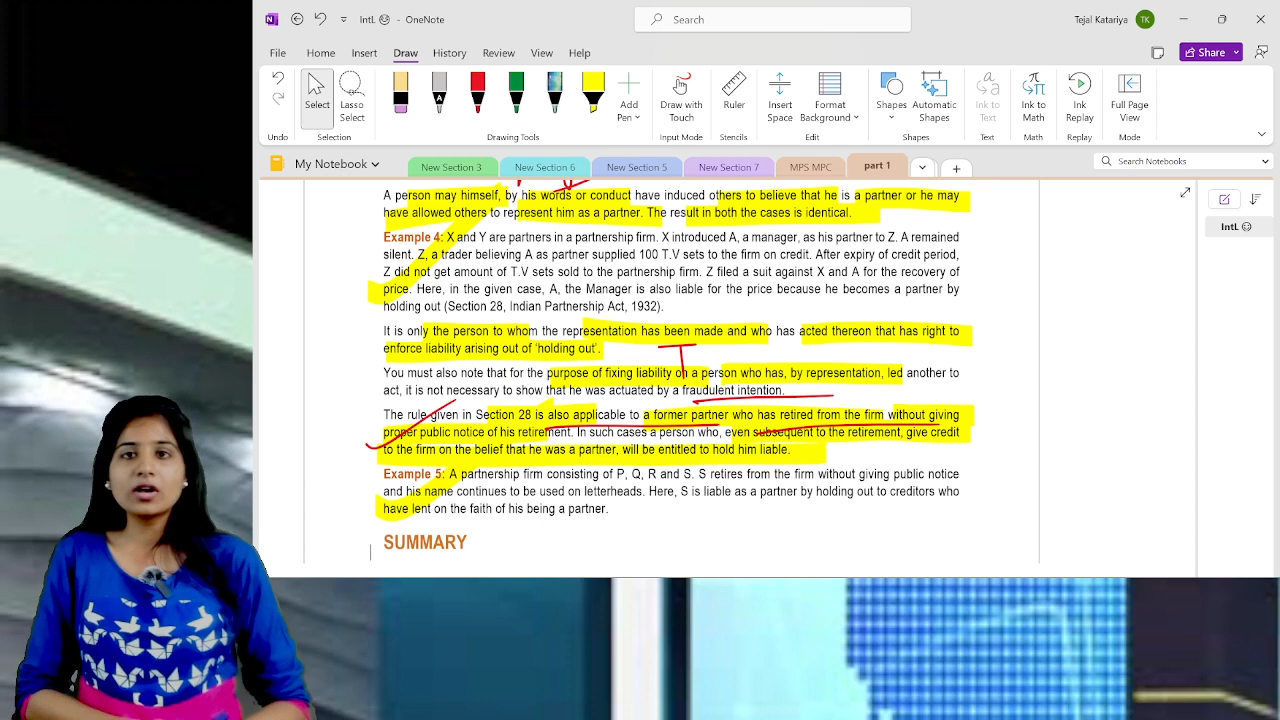 IntL - OneNote
Search
Tejal Katariya TK
File Home Insert Draw History Review View Help
Share
Select
Lasso Select
A
Add Pen
Draw with Touch
Ruler
Insert Space
Format Background
Shapes
Automatic Shapes
Ink to Text
Ink to Math
Ink Replay
Full Page View
Undo Selection Drawing Tools Input Mode Stencils Edit Shapes Text Math Replay Mode
My Notebook New Section 3 New Section 6 New Section 5 New Section 7 MPS MPC part 1 Search Notebooks
IntL
A person may himself, by his words or conduct have induced others to believe that he is a partner or he may
have allowed others to represent him as a partner. The result in both the cases is identical.
Example 4: X and Y are partners in a partnership firm. X introduced A, a manager, as his partner to Z. A remained
silent. Z, a trader believing A as partner supplied 100 T.V sets to the firm on credit. After expiry of credit period,
Z did not get amount of T.V sets sold to the partnership firm. Z filed a suit against X and A for the recovery of
price. Here, in the given case, A, the Manager is also liable for the price because he becomes a partner by
holding out (Section 28, Indian Partnership Act, 1932).
It is only the person to whom the representation has been made and who has acted thereon that has right to
enforce liability arising out of ‘holding out’.
You must also note that for the purpose of fixing liability on a person who has, by representation, led another to
act, it is not necessary to show that he was actuated by a fraudulent intention.
The rule given in Section 28 is also applicable to a former partner who has retired from the firm without giving
proper public notice of his retirement. In such cases a person who, even subsequent to the retirement, give credit
to the firm on the belief that he was a partner, will be entitled to hold him liable.
Example 5: A partnership firm consisting of P, Q, R and S. S retires from the firm without giving public notice
and his name continues to be used on letterheads. Here, S is liable as a partner by holding out to creditors who
have lent on the faith of his being a partner.
SUMMARY